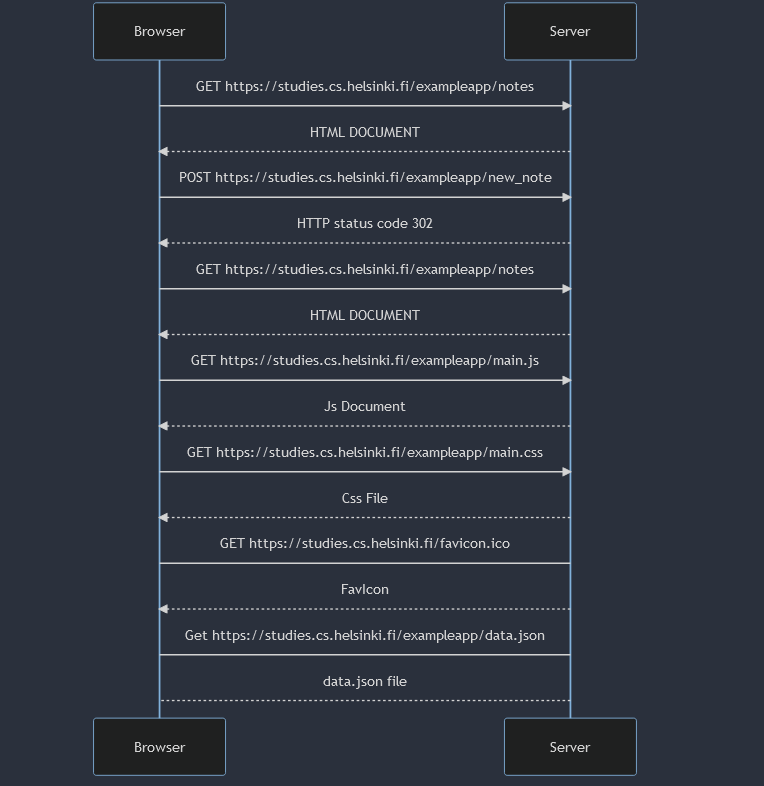 Browser
Server
GET https://studies.cs.helsinki.fi/exampleapp/notes
HTML DOCUMENT
POST https://studies.cs.helsinki.fi/exampleapp/new_note
HTTP status code 302
GET https://studies.cs.helsinki.fi/exampleapp/notes
HTML DOCUMENT
GET https://studies.cs.helsinki.fi/exampleapp/main.js
Js Document
GET https://studies.cs.helsinki.fi/exampleapp/main.css
Css File
GET https://studies.cs.helsinki.fi/favicon.ico
FavIcon
Get https://studies.cs.helsinki.fi/exampleapp/data.json
data.json file
Browser
Server